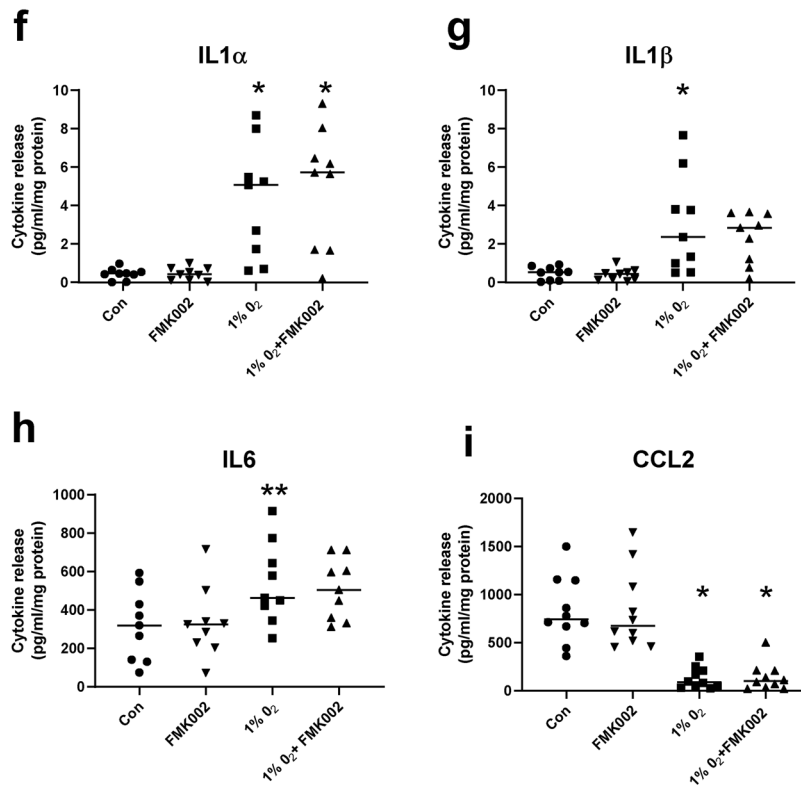 f
IL1α
Cytokine release
(pg/ml/mg protein)
10
8
6
4
2
0
*
*
Con
FMK002
1% 0₂
1% 0₂+FMK002
g
IL1β
Cytokine release
(pg/ml/mg protein)
10
8
6
4
2
0
*
Con
FMK002
1% 0₂
1% 0₂+FMK002
h
IL6
Cytokine release
(pg/ml/mg protein)
1000
800
600
400
200
0
**
Con
FMK002
1% 0₂
1% 0₂+ FMK002
i
CCL2
Cytokine release
(pg/ml/mg protein)
2000
1500
1000
500
0
*
*
Con
FMK002
1% 0₂
1% 0₂+FMK002